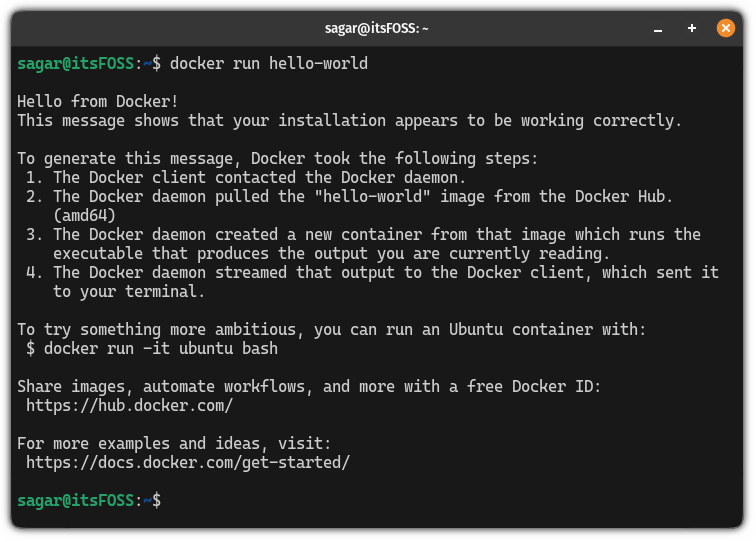 sagar@itsFOSS: ~
sagar@itsFOSS:~$ docker run hello-world
Hello from Docker!
This message shows that your installation appears to be working correctly.
To generate this message, Docker took the following steps:
 1. The Docker client contacted the Docker daemon.
 2. The Docker daemon pulled the "hello-world" image from the Docker Hub.
    (amd64)
 3. The Docker daemon created a new container from that image which runs the
    executable that produces the output you are currently reading.
 4. The Docker daemon streamed that output to the Docker client, which sent it
    to your terminal.
To try something more ambitious, you can run an Ubuntu container with:
 $ docker run -it ubuntu bash
Share images, automate workflows, and more with a free Docker ID:
 https://hub.docker.com/
For more examples and ideas, visit:
 https://docs.docker.com/get-started/
sagar@itsFOSS:~$